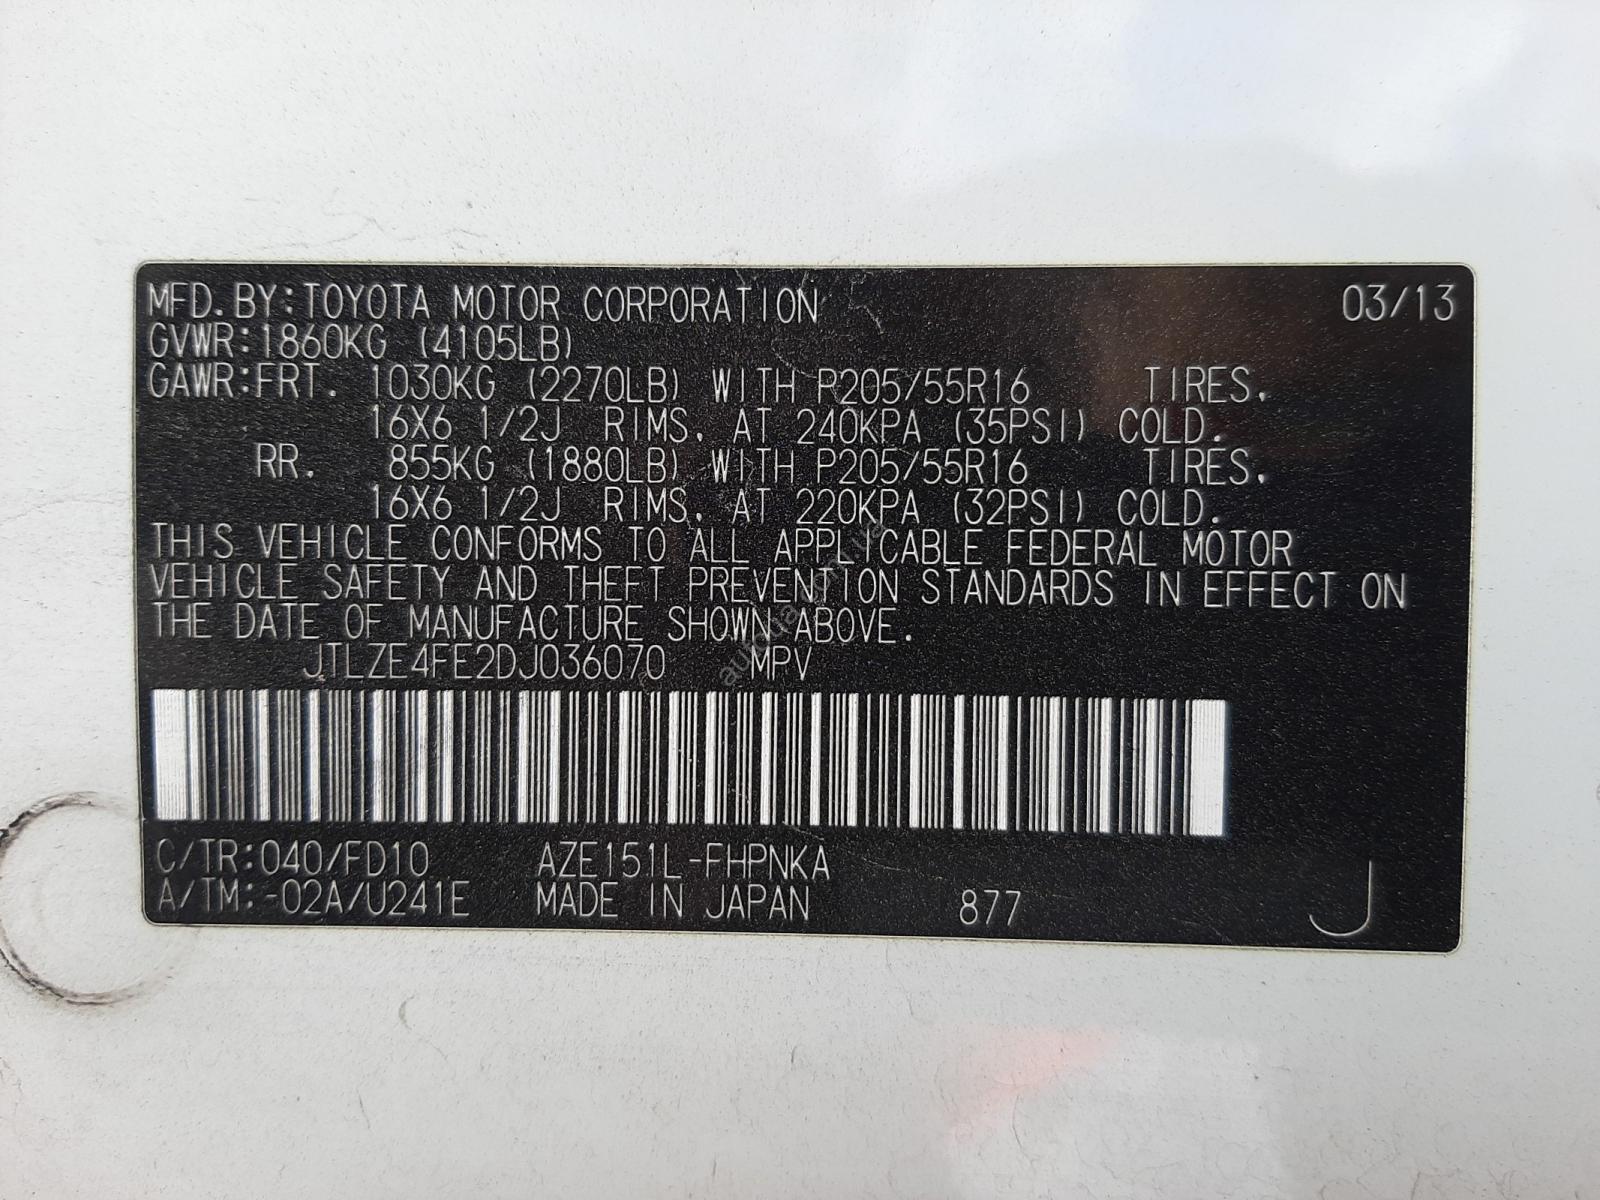 MFD. BY: TOYOTA MOTOR CORPORATION 03/13
GVWR: 1860KG (4105LB)
GAWR: FRT. 1030KG (2270LB) WITH P205/55R16 TIRES.
16X6 1/2J RIMS, AT 240KPA (35PSI) COLD.
RR. 855KG (1880LB) WITH P205/55R16 TIRES.
16X6 1/2J RIMS, AT 220KPA (32PSI) COLD.
THIS VEHICLE CONFORMS TO ALL APPLICABLE FEDERAL MOTOR
VEHICLE SAFETY AND THEFT PREVENTION STANDARDS IN EFFECT ON
THE DATE OF MANUFACTURE SHOWN ABOVE.
JTLZE4FE2DJ036070 MPV
C/TR: 040/FD10 AZE151L-FHPNKA
A/TM: -02A/U241E MADE IN JAPAN 877 J
autoua.com.ua